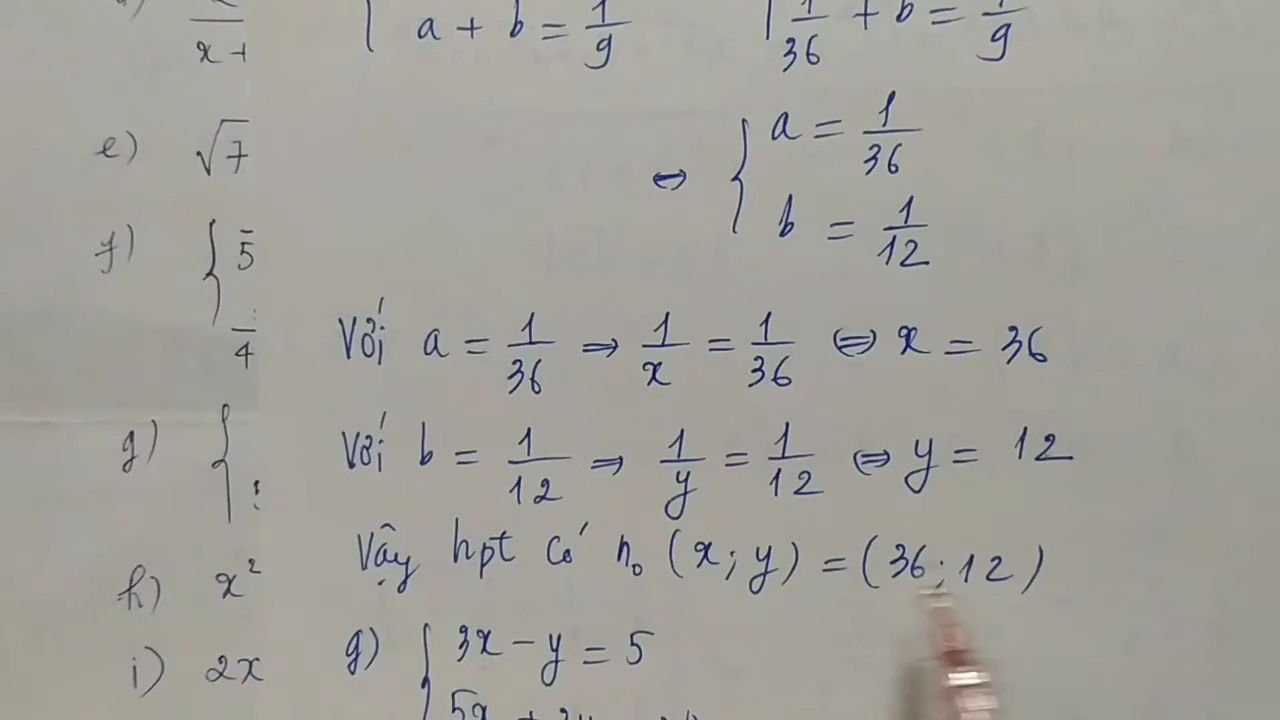 x+
a + b = 1/9
1/36 + b = 1/9
e) √7
⇔ { a = 1/36
b = 1/12
f) { 5
4
Với a = 1/36 ⇒ 1/x = 1/36 ⇔ x = 36
g) {
Với b = 1/12 ⇒ 1/y = 1/12 ⇔ y = 12
Vậy hpt có n₀ (x; y) = (36; 12)
h) x²
i) 2x
g) { 3x - y = 5
5x +